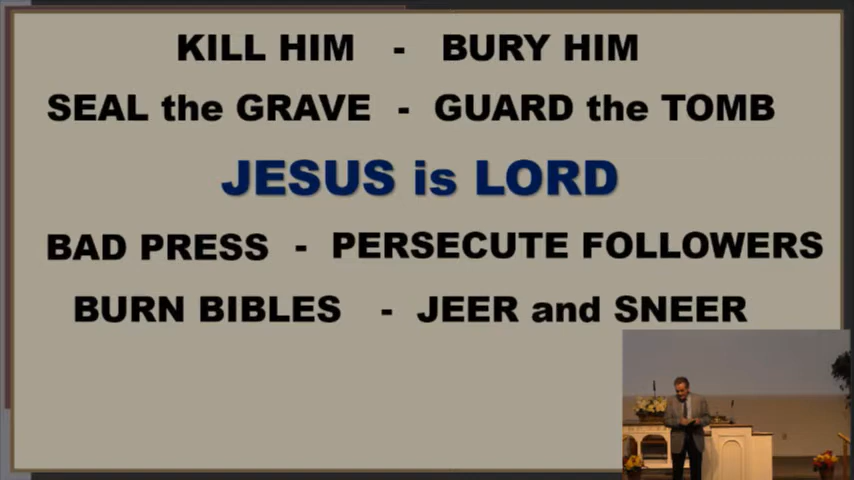 KILL HIM - BURY HIM
SEAL the GRAVE - GUARD the TOMB
JESUS is LORD
BAD PRESS - PERSECUTE FOLLOWERS
BURN BIBLES - JEER and SNEER